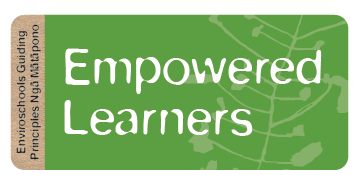 Enviroschools Guiding
Principles Ngā Mātāpono
Empowered
Learners